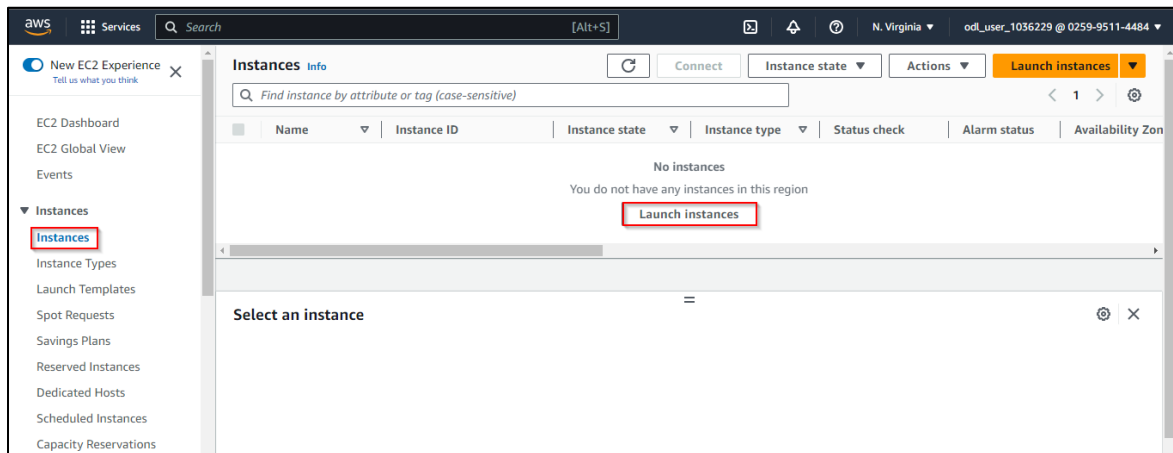 aws
Services
Search
[Alt+S]
N. Virginia
odl_user_1036229 @ 0259-9511-4484
New EC2 Experience
Tell us what you think
EC2 Dashboard
EC2 Global View
Events
Instances
Instances
Instance Types
Launch Templates
Spot Requests
Savings Plans
Reserved Instances
Dedicated Hosts
Scheduled Instances
Capacity Reservations
Instances Info
Connect
Instance state
Actions
Launch instances
Find instance by attribute or tag (case-sensitive)
1
Name
Instance ID
Instance state
Instance type
Status check
Alarm status
Availability Zon
No instances
You do not have any instances in this region
Launch instances
Select an instance